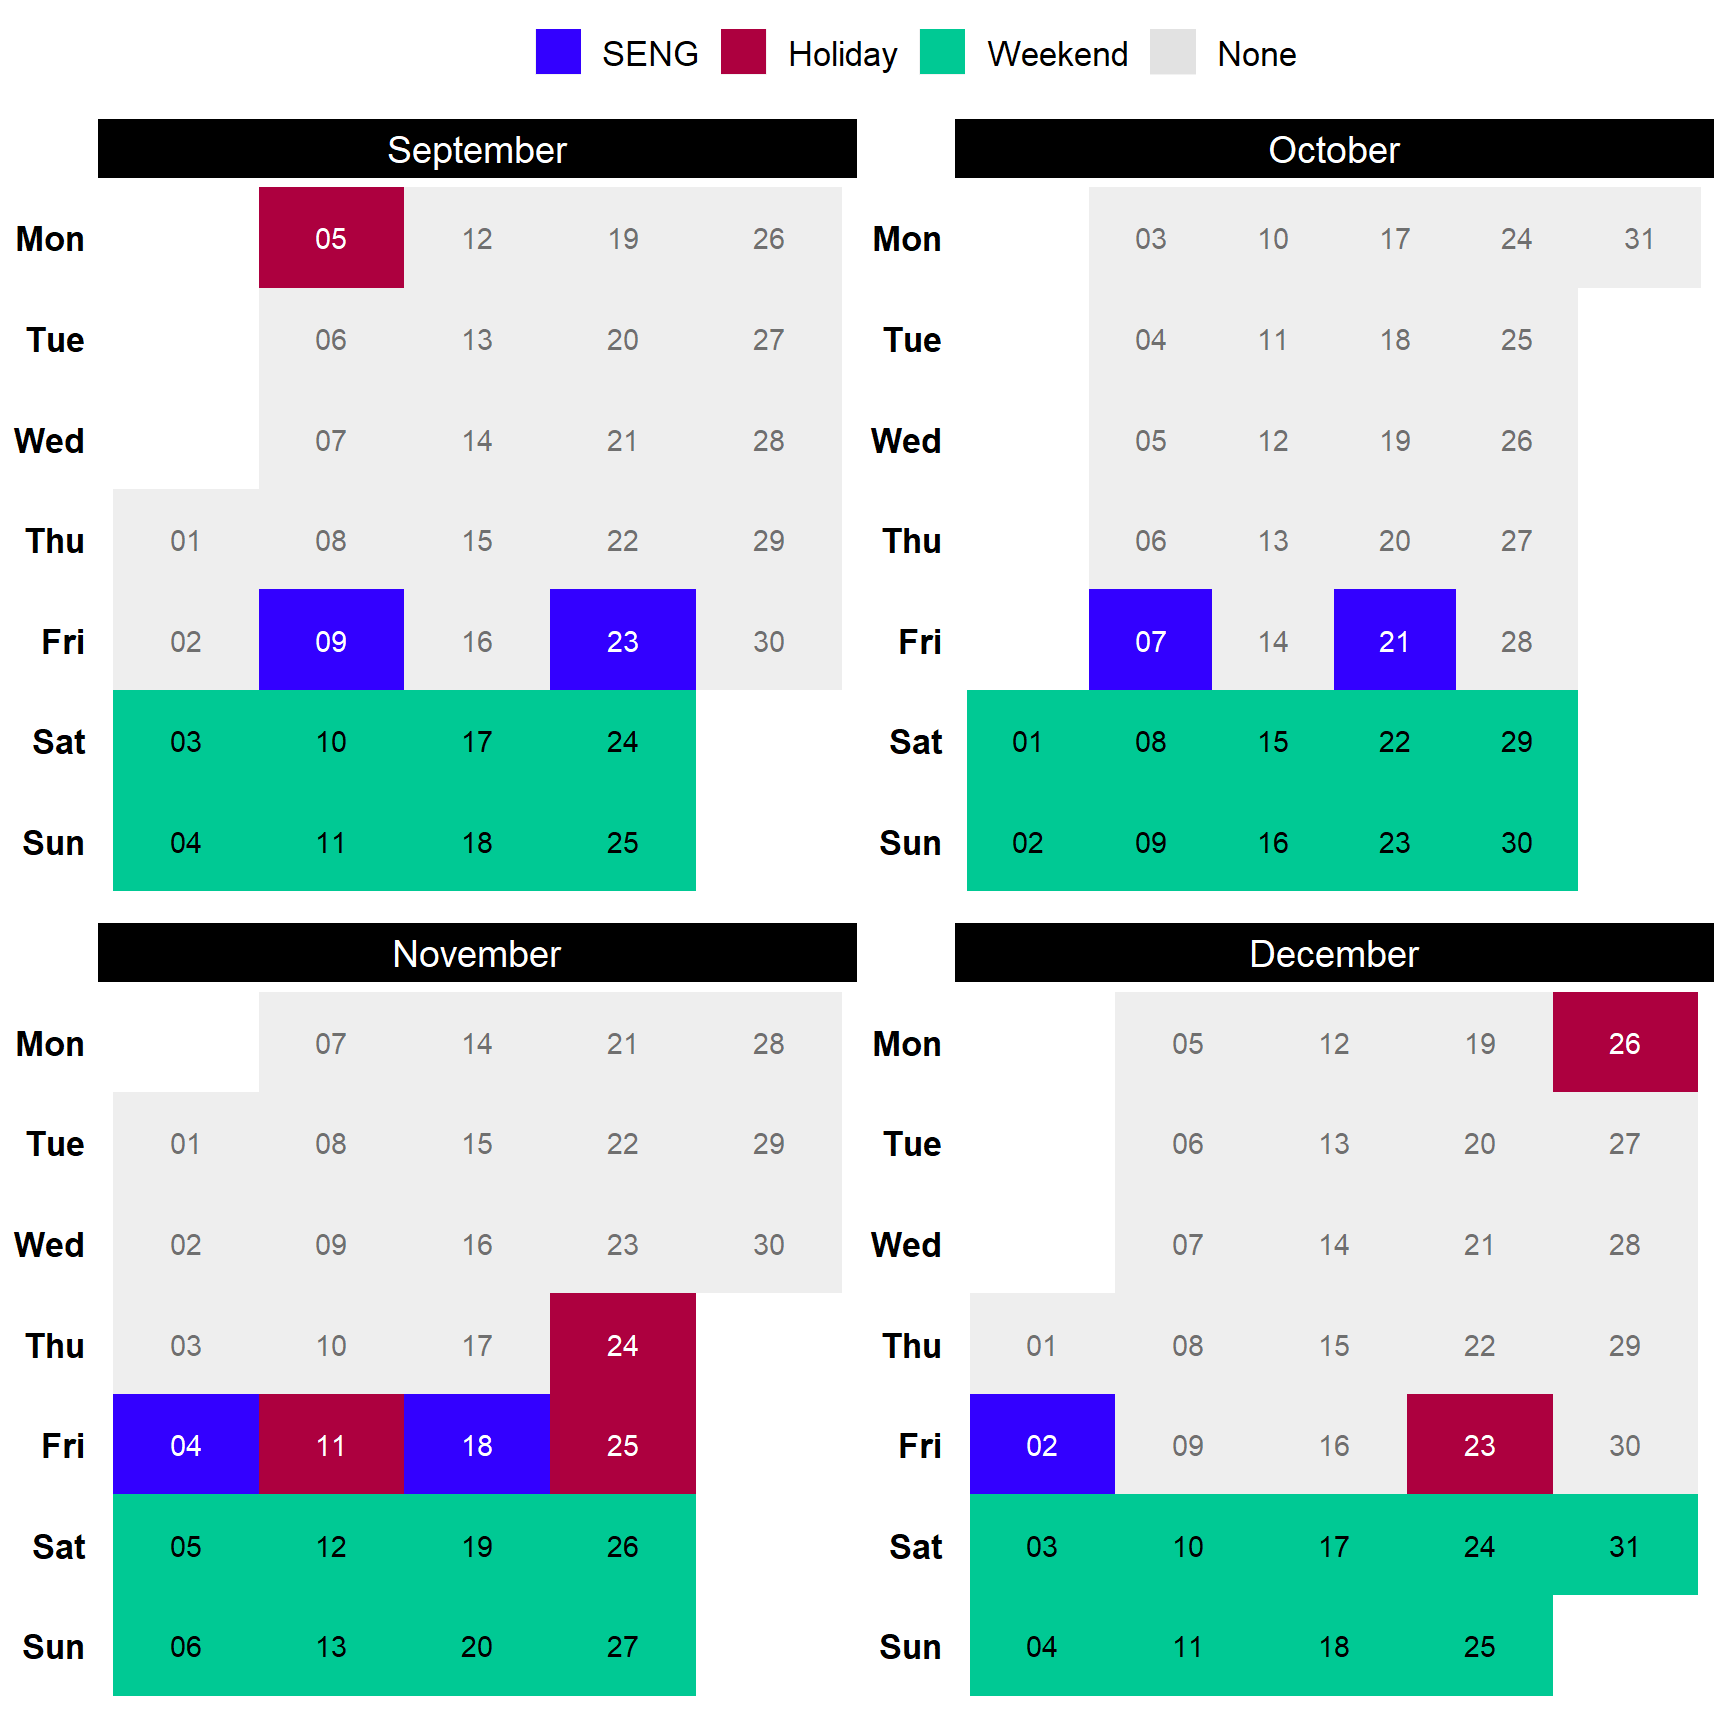 SENG Holiday Weekend None
September
Mon 05 12 19 26
Tue 06 13 20 27
Wed 07 14 21 28
Thu 01 08 15 22 29
Fri 02 09 16 23 30
Sat 03 10 17 24
Sun 04 11 18 25
October
Mon 03 10 17 24 31
Tue 04 11 18 25
Wed 05 12 19 26
Thu 06 13 20 27
Fri 07 14 21 28
Sat 01 08 15 22 29
Sun 02 09 16 23 30
November
Mon 07 14 21 28
Tue 01 08 15 22 29
Wed 02 09 16 23 30
Thu 03 10 17 24
Fri 04 11 18 25
Sat 05 12 19 26
Sun 06 13 20 27
December
Mon 05 12 19 26
Tue 06 13 20 27
Wed 07 14 21 28
Thu 01 08 15 22 29
Fri 02 09 16 23 30
Sat 03 10 17 24 31
Sun 04 11 18 25